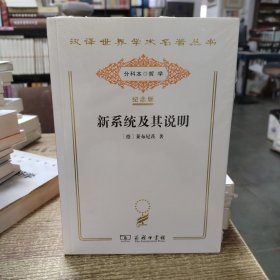 汉译世界学术名著丛书
分科本 哲学
纪念版
新系统及其说明
〔德〕莱布尼茨 著
商务印书馆